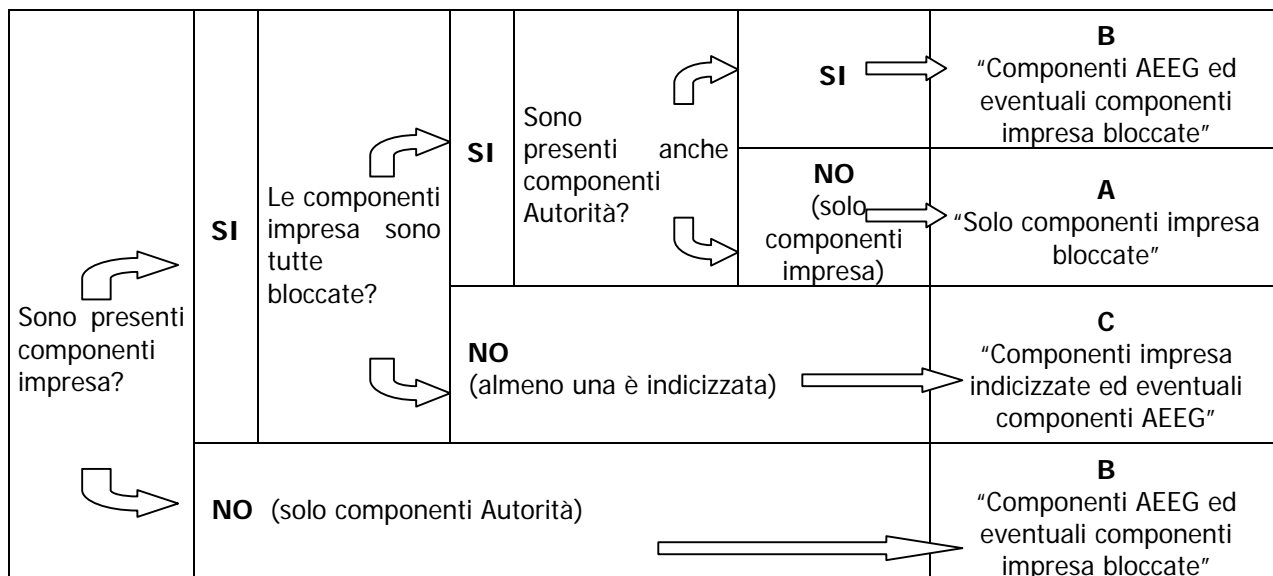 Sono presenti
componenti
impresa?
SI
Le componenti
impresa sono
tutte
bloccate?
SI
Sono
presenti anche
componenti
Autorità?
SI
B
"Componenti AEEG ed
eventuali componenti
impresa bloccate"
NO
(solo
componenti
impresa)
A
"Solo componenti impresa
bloccate"
NO
(almeno una è indicizzata)
C
"Componenti impresa
indicizzate ed eventuali
componenti AEEG"
NO (solo componenti Autorità)
B
"Componenti AEEG ed
eventuali componenti
impresa bloccate"